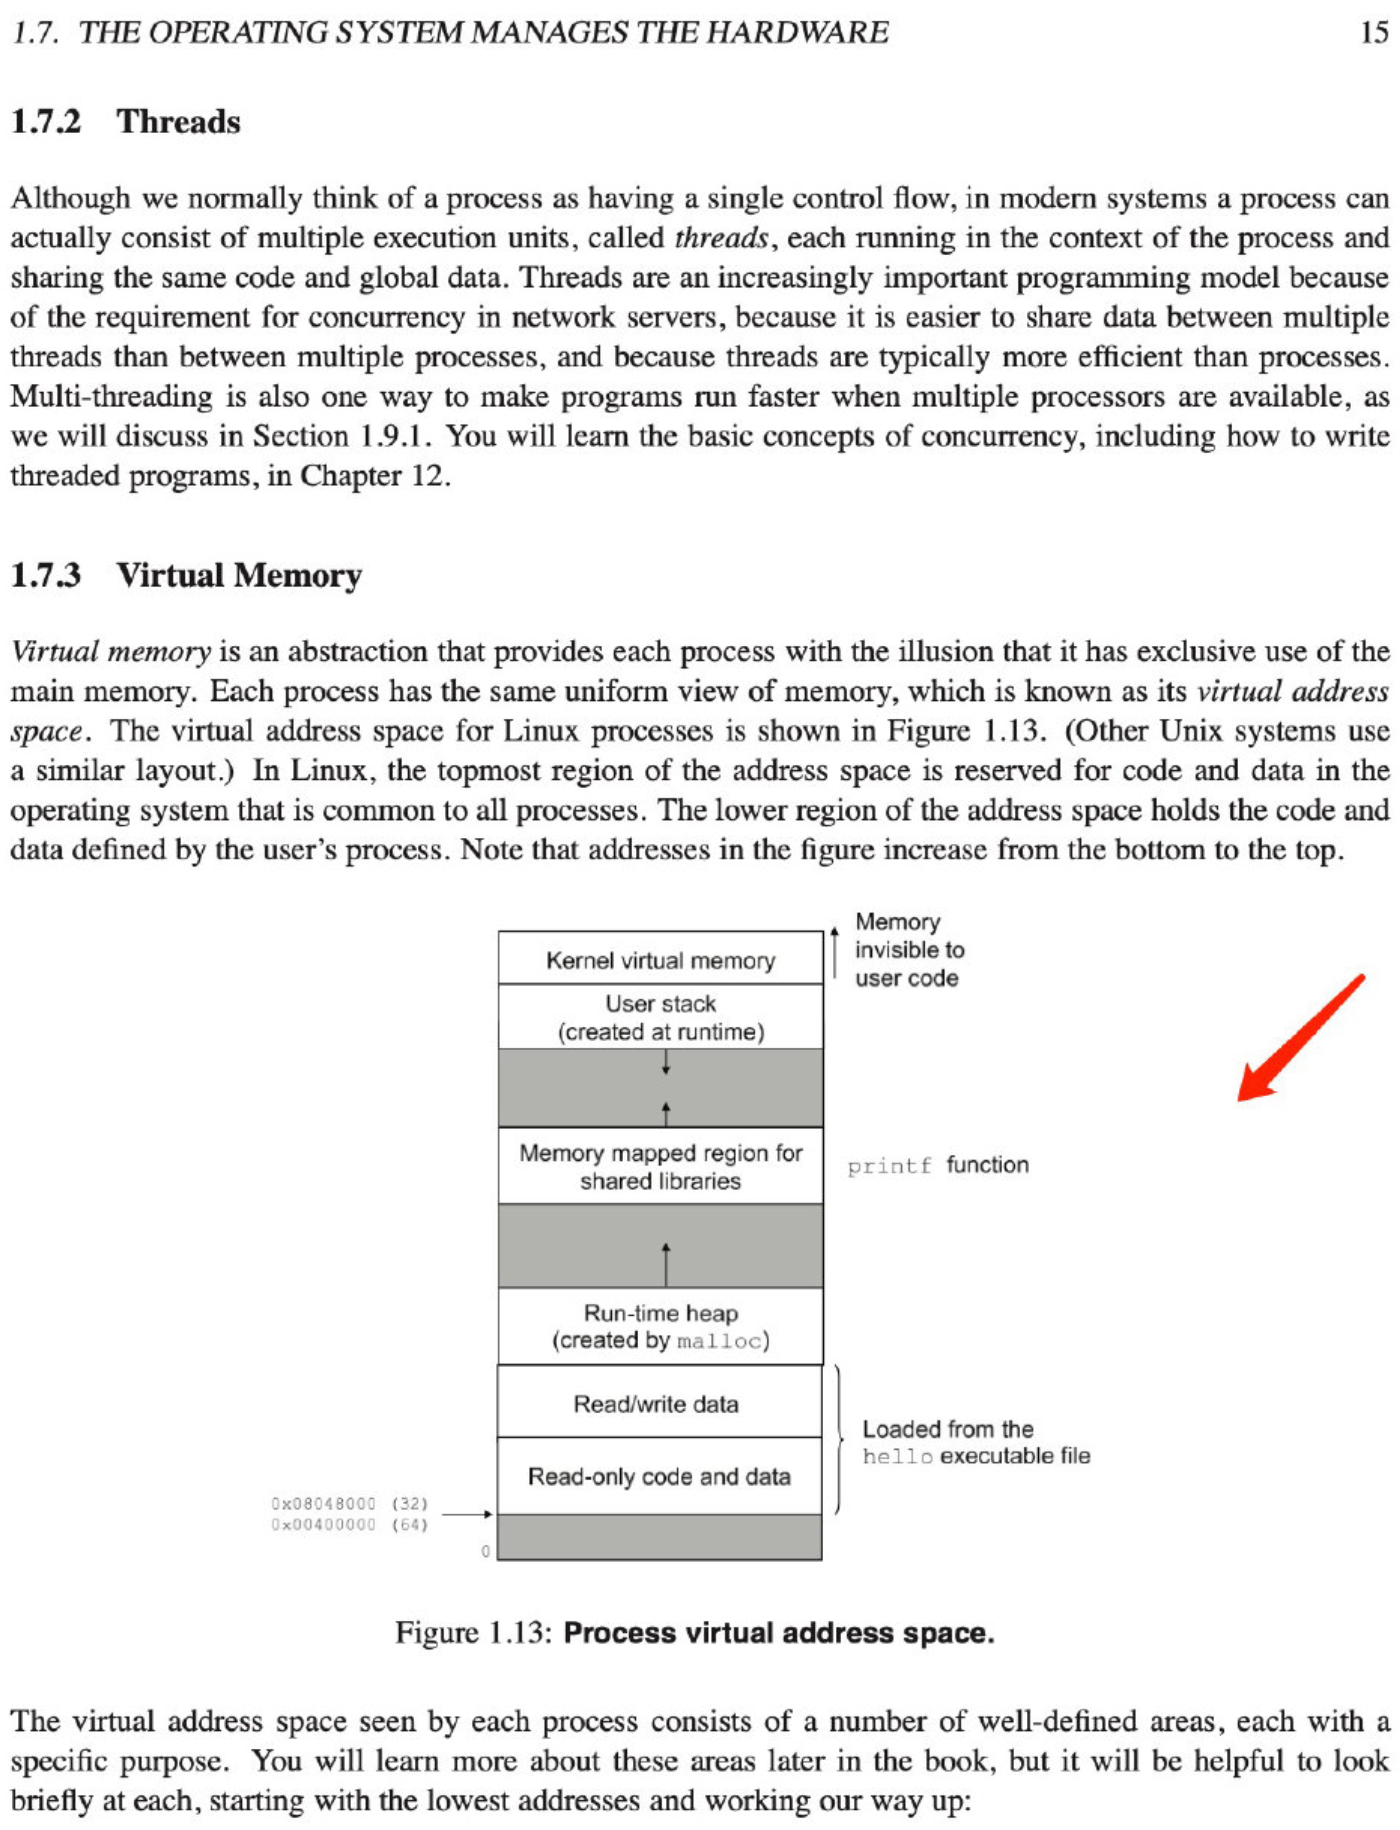 1.7. THE OPERATING SYSTEM MANAGES THE HARDWARE 15
1.7.2 Threads
Although we normally think of a process as having a single control flow, in modern systems a process can
actually consist of multiple execution units, called threads, each running in the context of the process and
sharing the same code and global data. Threads are an increasingly important programming model because
of the requirement for concurrency in network servers, because it is easier to share data between multiple
threads than between multiple processes, and because threads are typically more efficient than processes.
Multi-threading is also one way to make programs run faster when multiple processors are available, as
we will discuss in Section 1.9.1. You will learn the basic concepts of concurrency, including how to write
threaded programs, in Chapter 12.
1.7.3 Virtual Memory
Virtual memory is an abstraction that provides each process with the illusion that it has exclusive use of the
main memory. Each process has the same uniform view of memory, which is known as its virtual address
space. The virtual address space for Linux processes is shown in Figure 1.13. (Other Unix systems use
a similar layout.) In Linux, the topmost region of the address space is reserved for code and data in the
operating system that is common to all processes. The lower region of the address space holds the code and
data defined by the user's process. Note that addresses in the figure increase from the bottom to the top.
Memory
invisible to
user code
Kernel virtual memory
User stack
(created at runtime)
Memory mapped region for
shared libraries
printf function
Run-time heap
(created by malloc)
Read/write data
Read-only code and data
Loaded from the
hello executable file
0x08048000 (32)
0x00400000 (64)
0
Figure 1.13: Process virtual address space.
The virtual address space seen by each process consists of a number of well-defined areas, each with a
specific purpose. You will learn more about these areas later in the book, but it will be helpful to look
briefly at each, starting with the lowest addresses and working our way up: